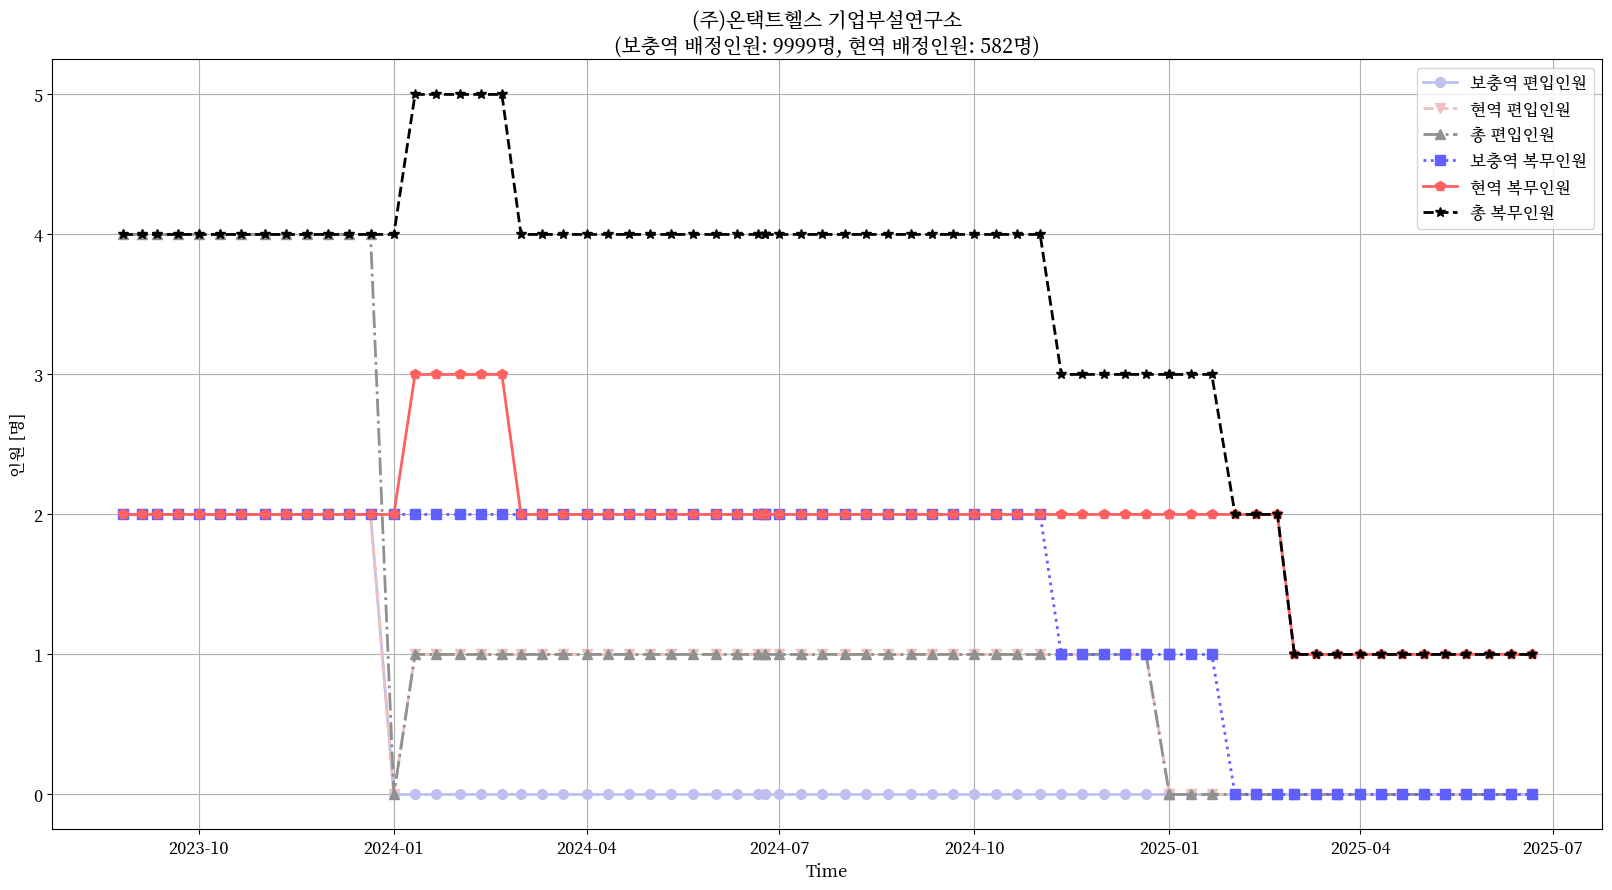 (주)온택트헬스 기업부설연구소
(보충역 배정인원: 9999명, 현역 배정인원: 582명)
보충역 편입인원
현역 편입인원
총 편입인원
보충역 복무인원
현역 복무인원
총 복무인원
인원 [명]
5
4
3
2
1
0
2023-10
2024-01
2024-04
2024-07
2024-10
2025-01
2025-04
2025-07
Time